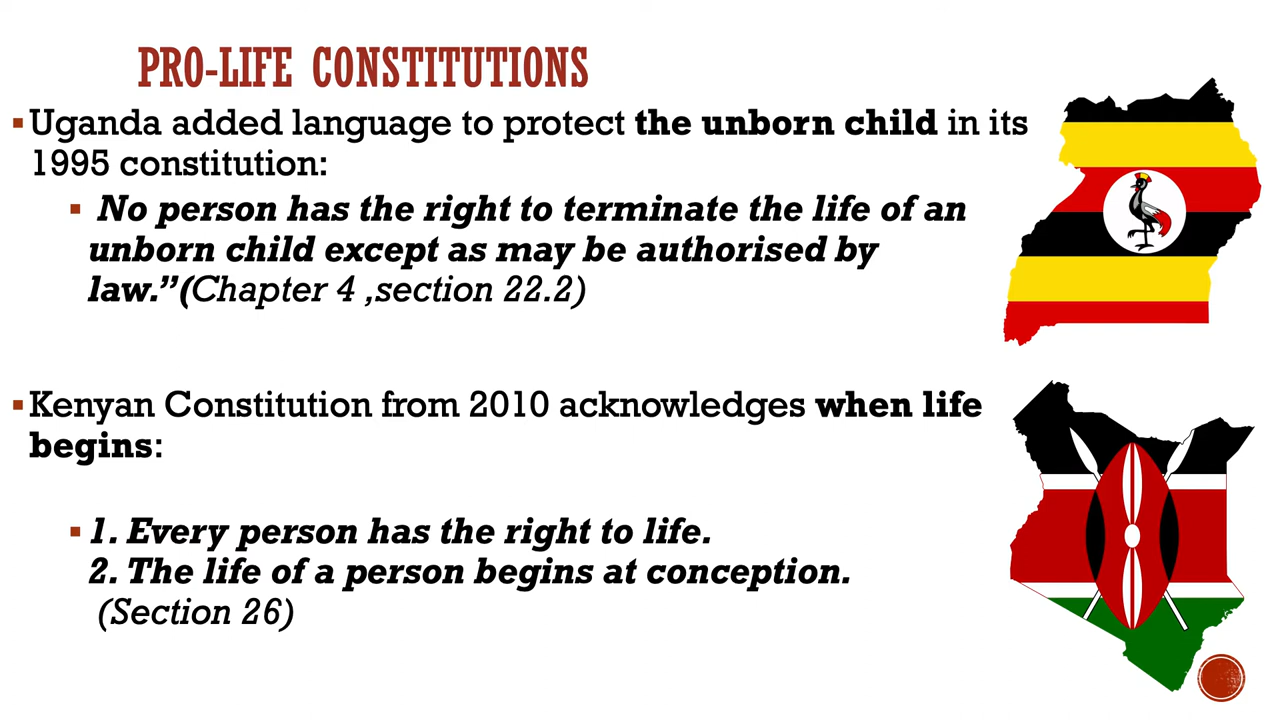 PRO-LIFE CONSTITUTIONS
▪Uganda added language to protect the unborn child in its
1995 constitution:
▪ No person has the right to terminate the life of an
unborn child except as may be authorised by
law.”(Chapter 4 ,section 22.2)
▪Kenyan Constitution from 2010 acknowledges when life
begins:
▪1. Every person has the right to life.
2. The life of a person begins at conception.
(Section 26)